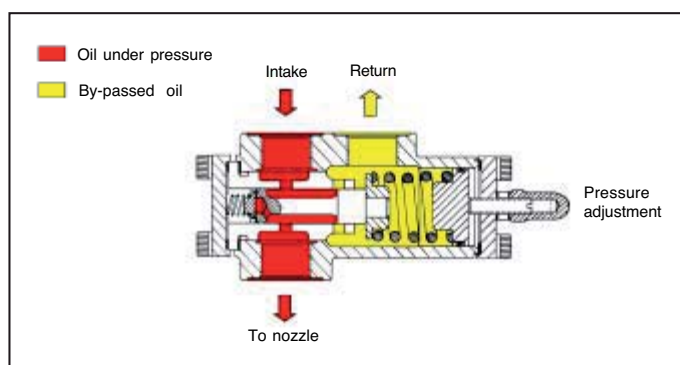 Oil under pressure
By-passed oil
Intake
Return
Pressure
adjustment
To nozzle